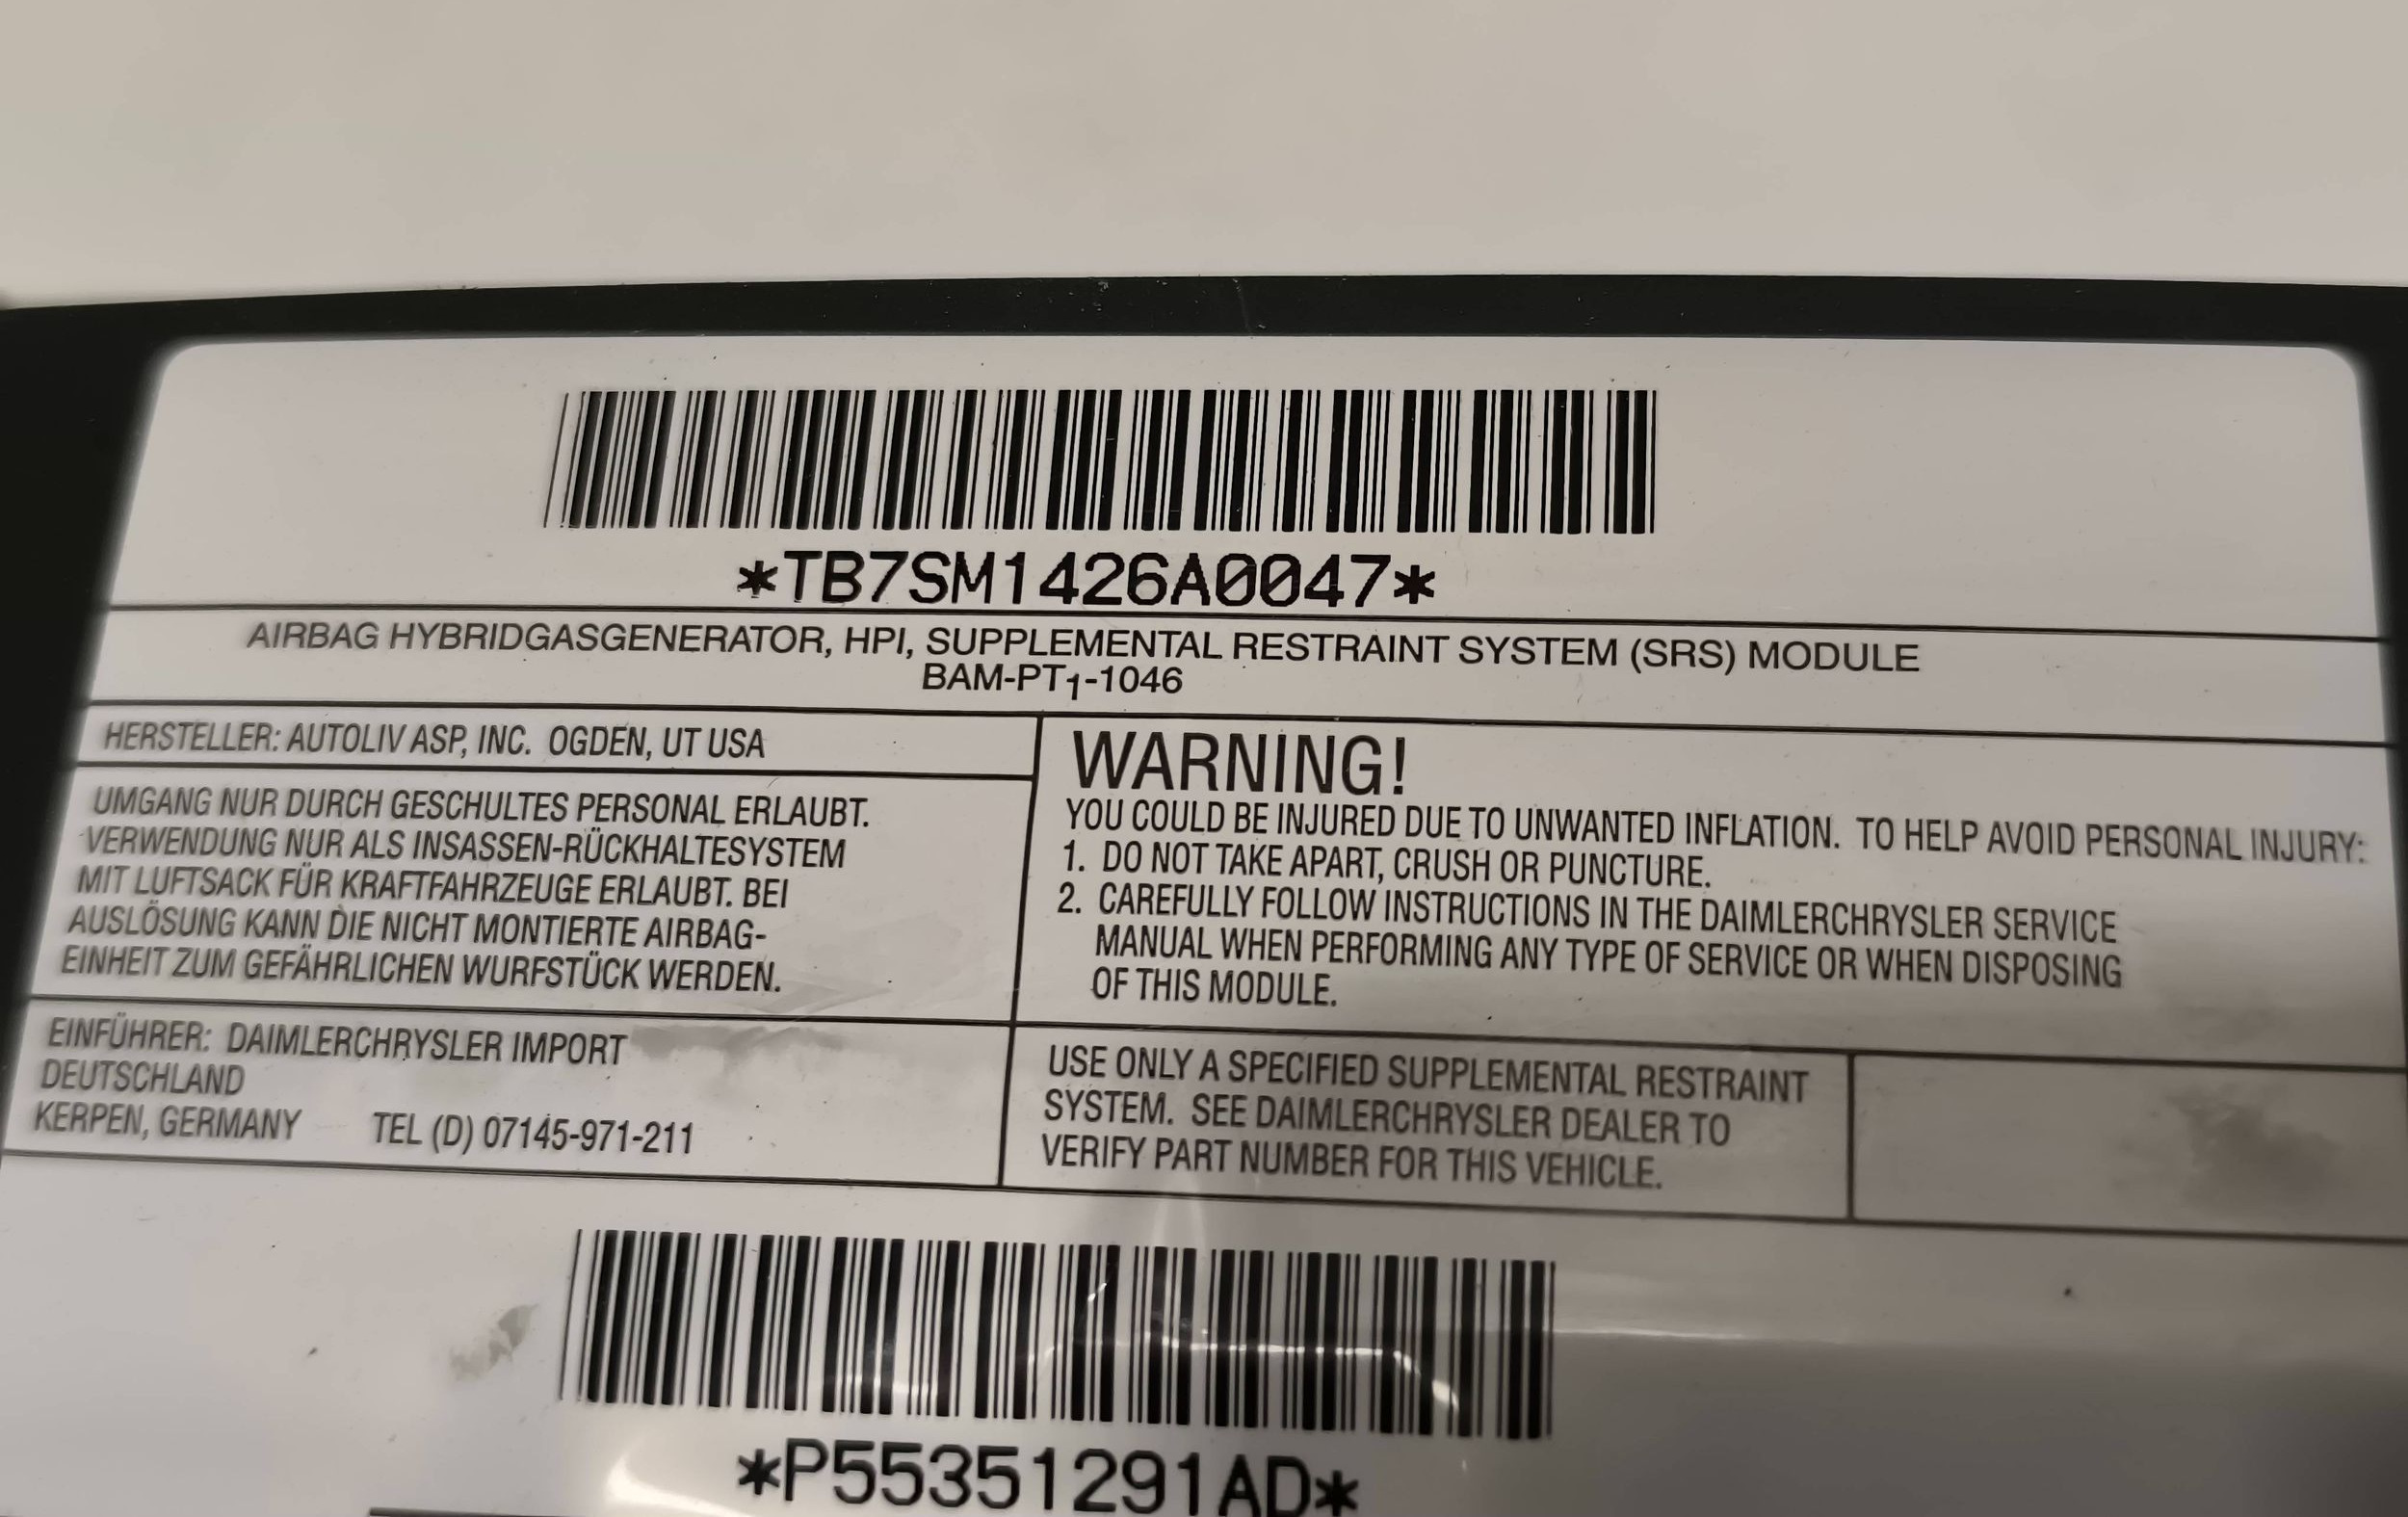 *TB7SM1426A0047*
AIRBAG HYBRIDGASGENERATOR, HPI, SUPPLEMENTAL RESTRAINT SYSTEM (SRS) MODULE
BAM-PT1-1046
HERSTELLER: AUTOLIV ASP, INC. OGDEN, UT USA
UMGANG NUR DURCH GESCHULTES PERSONAL ERLAUBT.
VERWENDUNG NUR ALS INSASSEN-RÜCKHALTESYSTEM
MIT LUFTSACK FÜR KRAFTFAHRZEUGE ERLAUBT. BEI
AUSLÖSUNG KANN DIE NICHT MONTIERTE AIRBAG-
EINHEIT ZUM GEFÄHRLICHEN WURFSTÜCK WERDEN.
EINFÜHRER: DAIMLERCHRYSLER IMPORT
DEUTSCHLAND
KERPEN, GERMANY TEL (D) 07145-971-211
WARNING!
YOU COULD BE INJURED DUE TO UNWANTED INFLATION. TO HELP AVOID PERSONAL INJURY:
1. DO NOT TAKE APART, CRUSH OR PUNCTURE.
2. CAREFULLY FOLLOW INSTRUCTIONS IN THE DAIMLERCHRYSLER SERVICE
MANUAL WHEN PERFORMING ANY TYPE OF SERVICE OR WHEN DISPOSING
OF THIS MODULE.
USE ONLY A SPECIFIED SUPPLEMENTAL RESTRAINT
SYSTEM. SEE DAIMLERCHRYSLER DEALER TO
VERIFY PART NUMBER FOR THIS VEHICLE.
*P55351291AD*